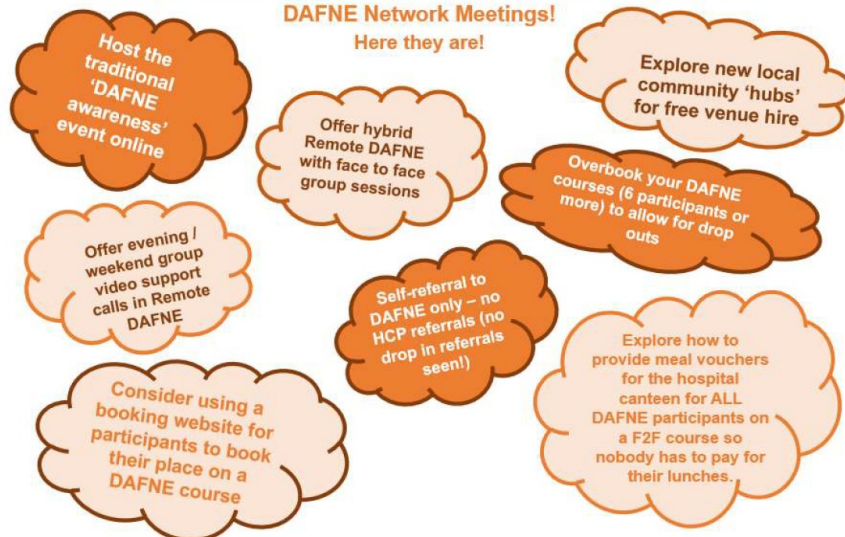 DAFNE Network Meetings!
Here they are!
Host the
traditional
‘DAFNE
awareness’
event online
Offer hybrid
Remote DAFNE
with face to face
group sessions
Explore new local
community ‘hubs’
for free venue hire
Overbook your DAFNE
courses (6 participants or
more) to allow for drop
outs
Offer evening /
weekend group
video support
calls in Remote
DAFNE
Self-referral to
DAFNE only – no
HCP referrals (no
drop in referrals
seen!)
Explore how to
provide meal vouchers
for the hospital
canteen for ALL
DAFNE participants on
a F2F course so
nobody has to pay for
their lunches.
Consider using a
booking website for
participants to book
their place on a
DAFNE course